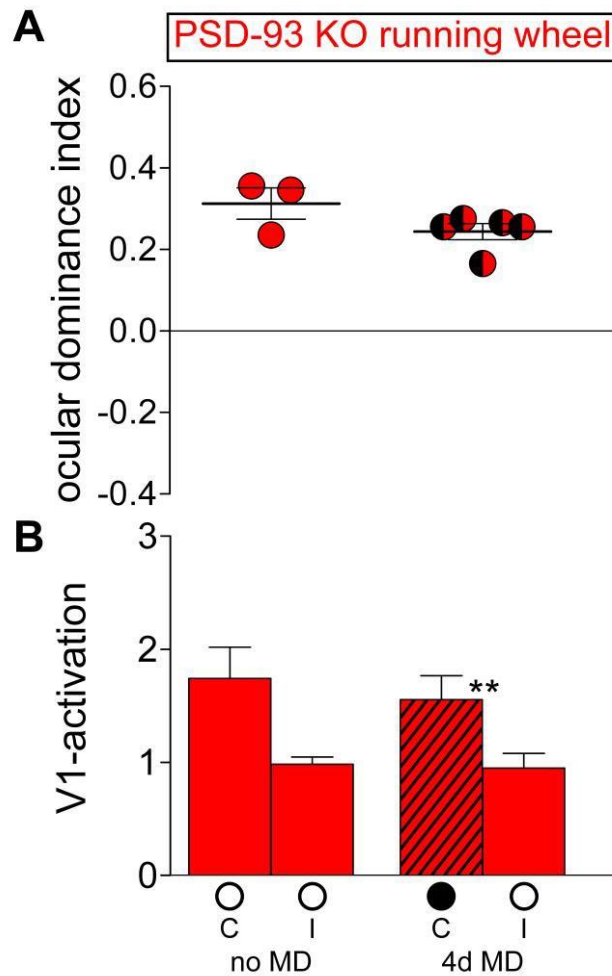 A
PSD-93 KO running wheel
ocular dominance index
0.6
0.4
0.2
0.0
-0.2
-0.4
B
V1-activation
3
2
1
0
**
C I C I
no MD 4d MD